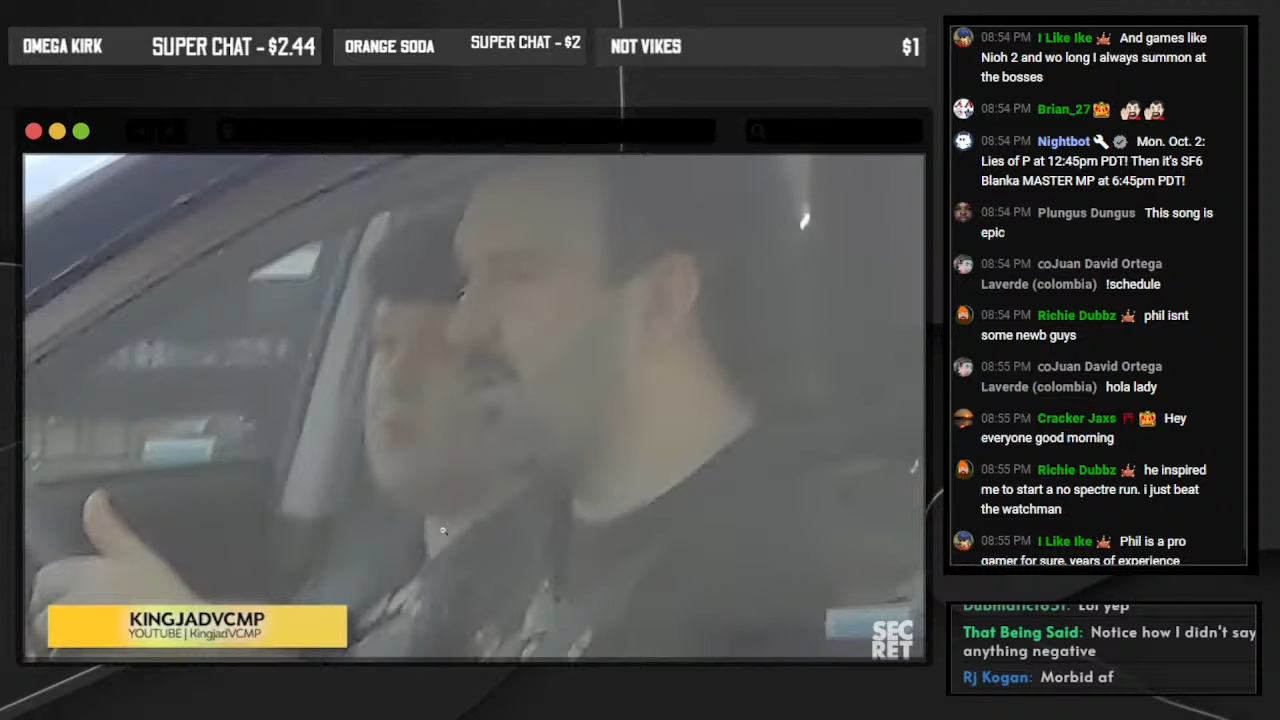 OMEGA KIRK
SUPER CHAT - $2.44
ORANGE SODA
SUPER CHAT - $2
NOT VIKES
$1
08:54 PM I Like Ike And games like
Nioh 2 and wo long I always summon at
the bosses
08:54 PM Brian_27
08:54 PM Nightbot Mon. Oct. 2:
Lies of P at 12:45pm PDT! Then it's SF6
Blanka MASTER MP at 6:45pm PDT!
08:54 PM Plungus Dungus This song is
epic
08:54 PM coJuan David Ortega
Laverde (colombia) !schedule
08:54 PM Richie Dubbz phil isnt
some newb guys
08:55 PM coJuan David Ortega
Laverde (colombia) hola lady
08:55 PM Cracker Jaxs Hey
everyone good morning
08:55 PM Richie Dubbz he inspired
me to start a no spectre run. i just beat
the watchman
08:55 PM I Like Ike Phil is a pro
gamer for sure, years of experience
KINGJADVCMP
YOUTUBE | KingjadVCMP
SEC
RET
Lol yep
That Being Said: Notice how I didn't say
anything negative
Rj Kogan: Morbid af